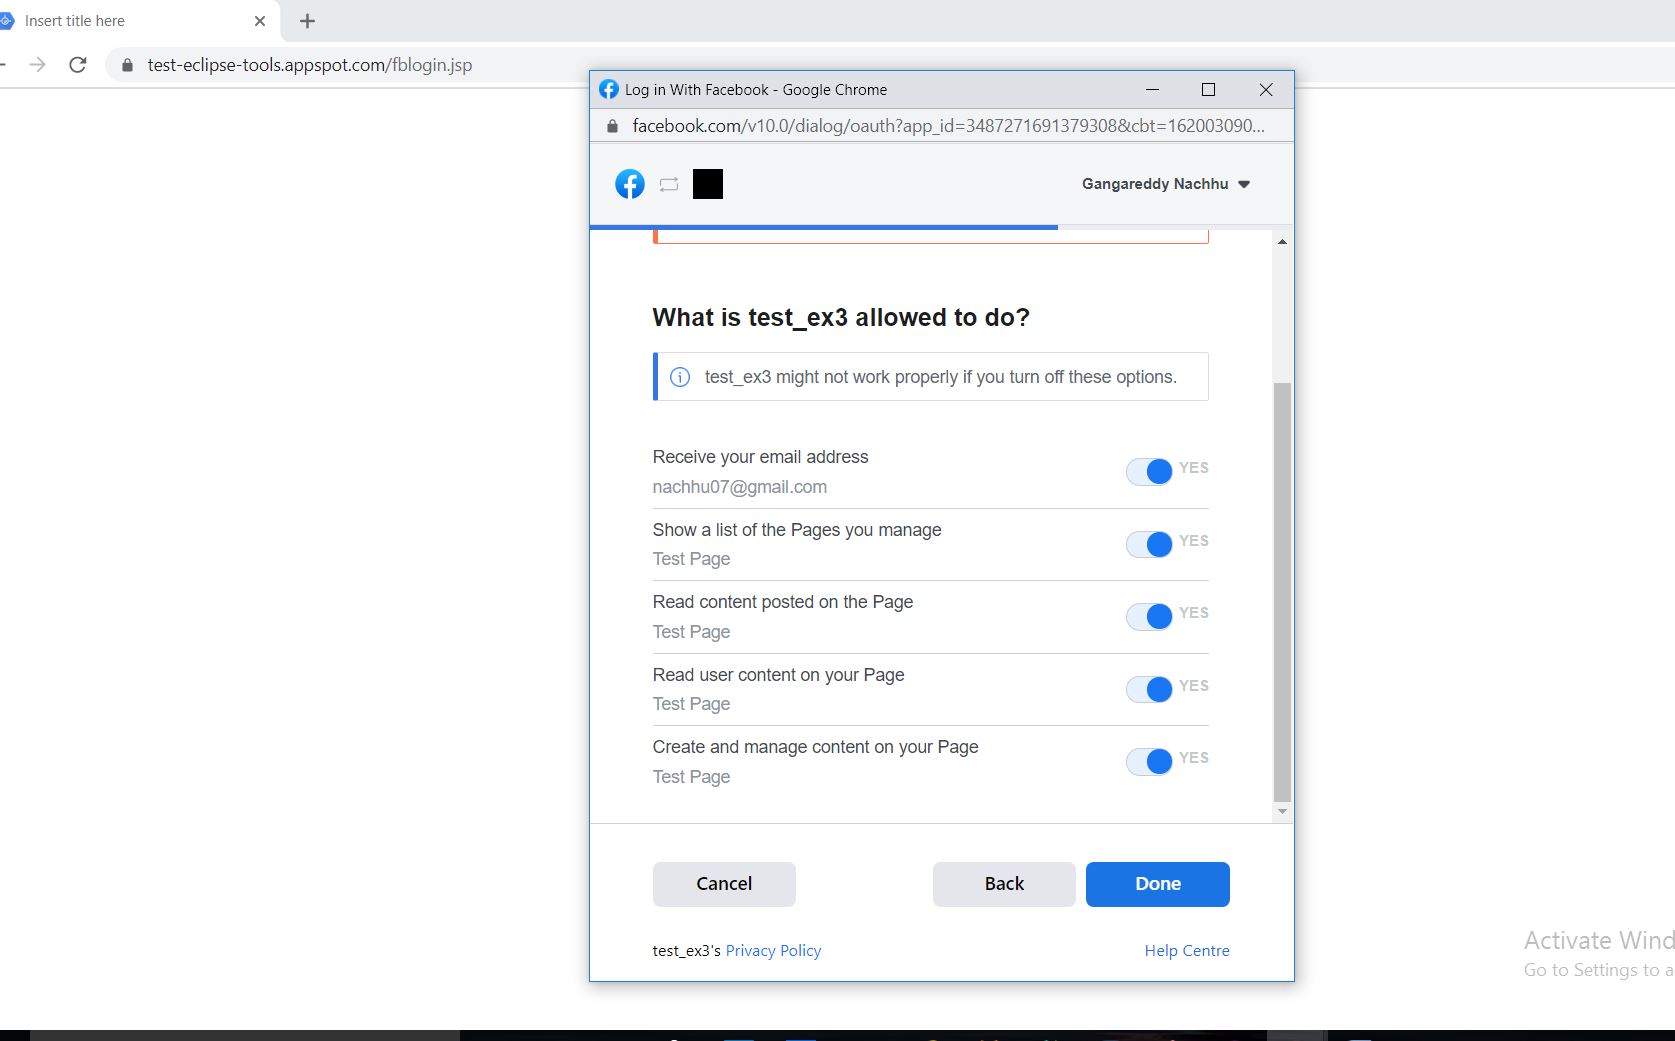 Insert title here
test-eclipse-tools.appspot.com/fblogin.jsp
Log in With Facebook - Google Chrome
facebook.com/v10.0/dialog/oauth?app_id=3487271691379308&cbt=162003090...
Gangareddy Nachhu
What is test_ex3 allowed to do?
test_ex3 might not work properly if you turn off these options.
Receive your email address
YES
nachhu07@gmail.com
Show a list of the Pages you manage
YES
Test Page
Read content posted on the Page
YES
Test Page
Read user content on your Page
YES
Test Page
Create and manage content on your Page
YES
Test Page
Cancel
Back
Done
test_ex3's Privacy Policy
Help Centre
Activate Wind
Go to Settings to a